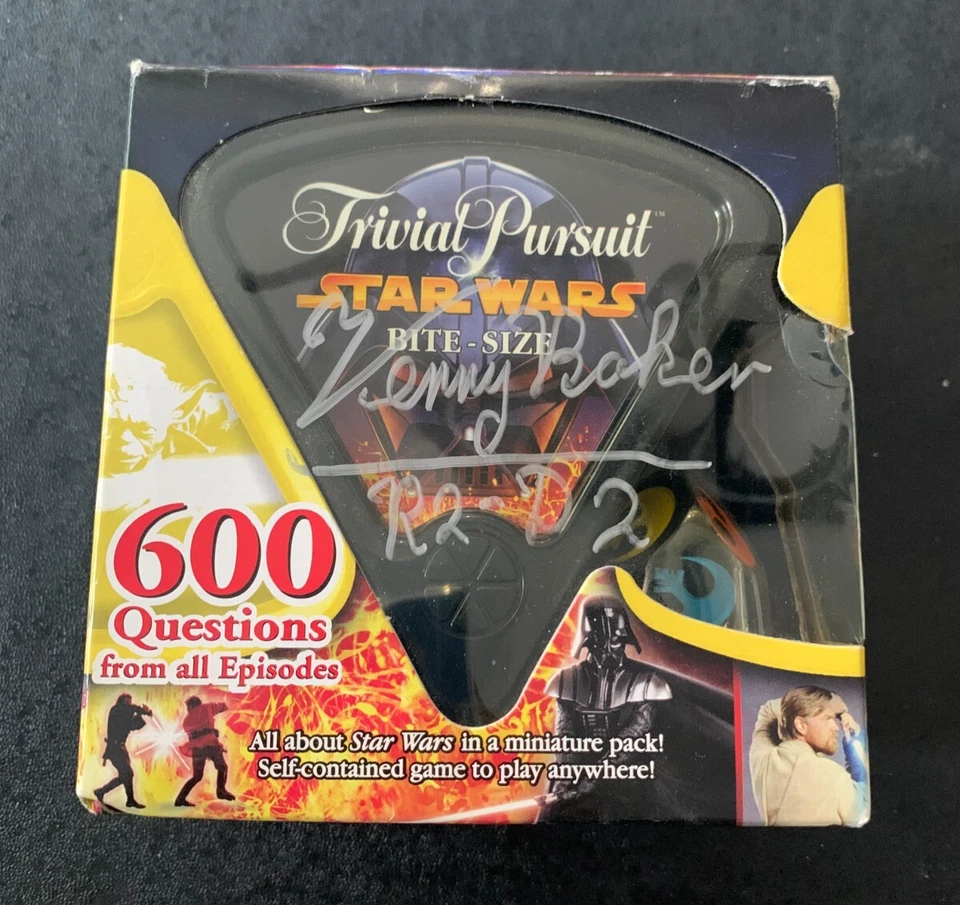 Trivial Pursuit™
STAR WARS
BITE-SIZE
Kenny Baker
R2-D2
600
Questions
from all Episodes
All about Star Wars in a miniature pack!
Self-contained game to play anywhere!